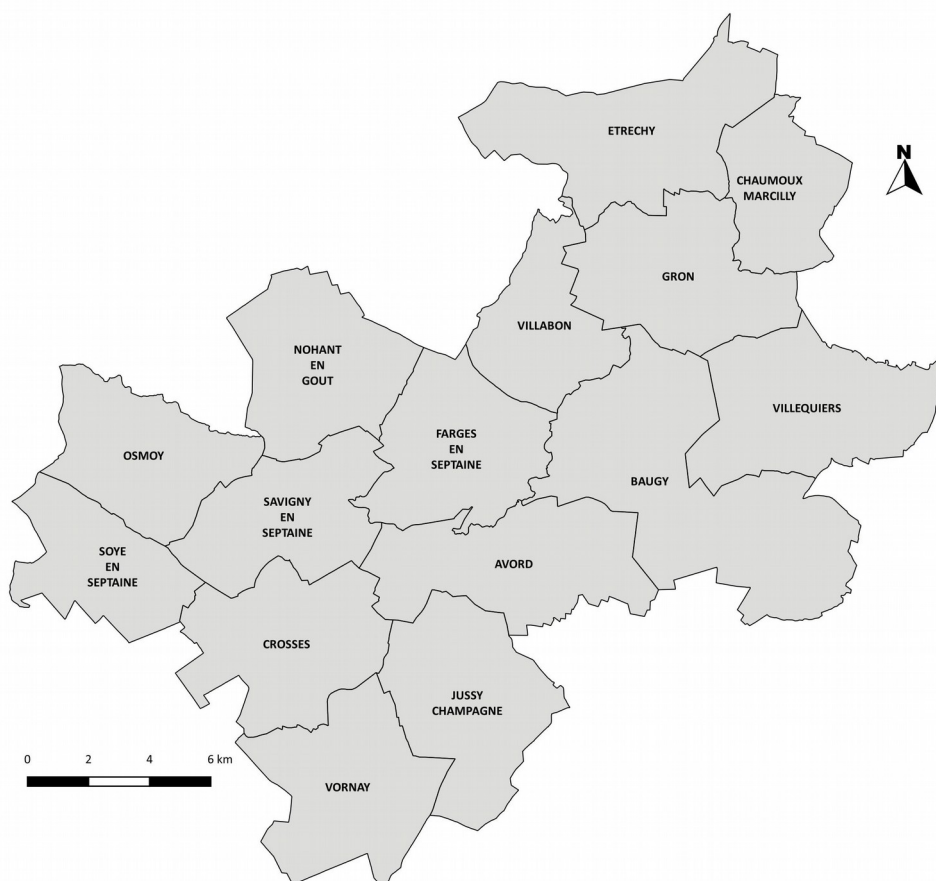 ETRECHY
N
CHAUMOUX
MARCILLY
GRON
VILLABON
NOHANT
EN
GOUT
VILLEQUIERS
FARGES
EN
SEPTAINE
OSMOY
BAUGY
SAVIGNY
EN
SEPTAINE
SOYE
EN
SEPTAINE
AVORD
CROSSES
JUSSY
CHAMPAGNE
0 2 4 6 km
VORNAY